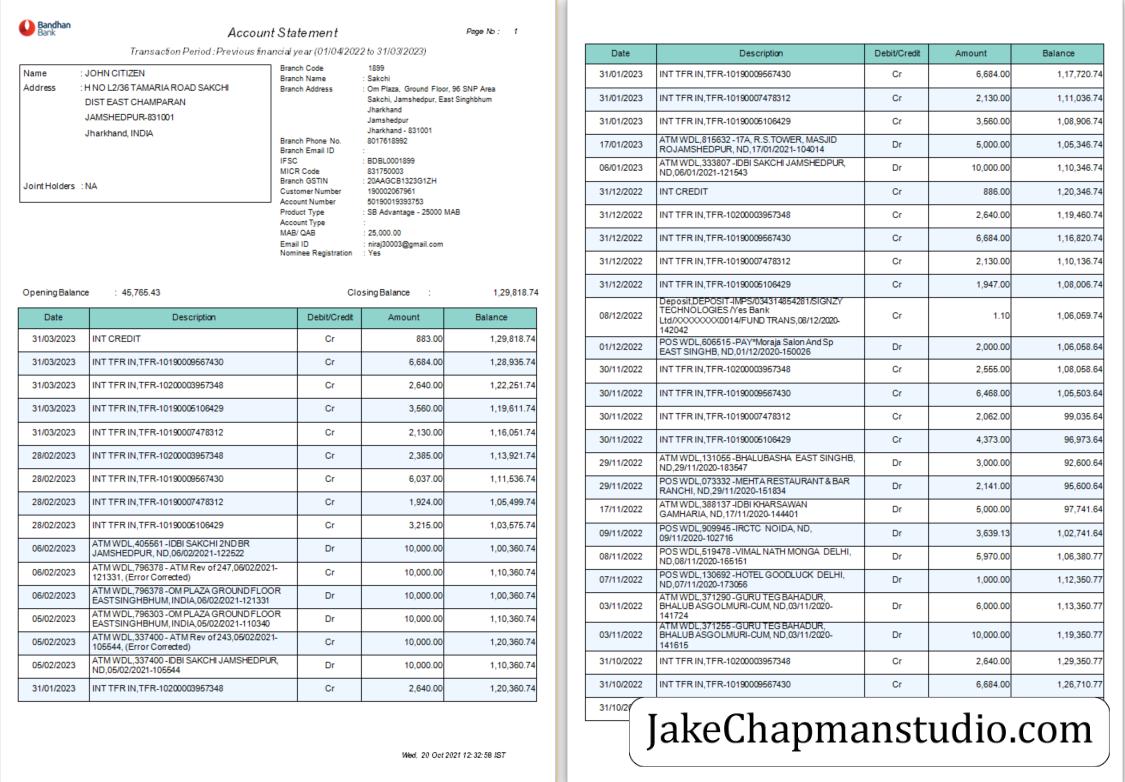 Bandhan
Bank
Account Statement
Page No : 1
Transaction Period : Previous financial year (01/04/2022 to 31/03/2023)
Name : JOHN CITIZEN
Address : H NO L2/36 TAMARIA ROAD SAKCHI
DIST EAST CHAMPARAN
JAMSHEDPUR-831001
Jharkhand, INDIA
Joint Holders : NA
Branch Code 1899
Branch Name : Sakchi
Branch Address : Om Plaza, Ground Floor, 96 SNP Area
Sakchi, Jamshedpur, East Singhbhum
Jharkhand
Jamshedpur
Jharkhand - 831001
Branch Phone No. 8017618992
Branch Email ID :
IFSC : BDBL0001899
MICR Code 831750003
Branch GSTIN : 20AAGCB1323G1ZH
Customer Number 190002067961
Account Number 50190019393753
Product Type : SB Advantage - 25000 MAB
Account Type :
MAB/ QAB : 25,000.00
Email ID : niraj30003@gmail.com
Nominee Registration : Yes
Opening Balance : 45,765.43 Closing Balance : 1,29,818.74
Date Description Debit/Credit Amount Balance
31/03/2023 INT CREDIT Cr 883.00 1,29,818.74
31/03/2023 INT TFR IN,TFR-10190009567430 Cr 6,684.00 1,28,935.74
31/03/2023 INT TFR IN,TFR-10200003957348 Cr 2,640.00 1,22,251.74
31/03/2023 INT TFR IN,TFR-10190005106429 Cr 3,560.00 1,19,611.74
31/03/2023 INT TFR IN,TFR-10190007478312 Cr 2,130.00 1,16,051.74
28/02/2023 INT TFR IN,TFR-10200003957348 Cr 2,385.00 1,13,921.74
28/02/2023 INT TFR IN,TFR-10190009567430 Cr 6,037.00 1,11,536.74
28/02/2023 INT TFR IN,TFR-10190007478312 Cr 1,924.00 1,05,499.74
28/02/2023 INT TFR IN,TFR-10190005106429 Cr 3,215.00 1,03,575.74
06/02/2023 ATM WDL,405561 -IDBI SAKCHI 2ND BR Dr 10,000.00 1,00,360.74
JAMSHEDPUR, ND,06/02/2021-122522
06/02/2023 ATM WDL,796378 - ATM Rev of 247,06/02/2021- Cr 10,000.00 1,10,360.74
121331, (Error Corrected)
06/02/2023 ATM WDL,796378 -OM PLAZA GROUND FLOOR Dr 10,000.00 1,00,360.74
EASTSINGHBHUM, INDIA,06/02/2021-121331
05/02/2023 ATM WDL,796303 -OM PLAZA GROUND FLOOR Dr 10,000.00 1,10,360.74
EASTSINGHBHUM, INDIA,05/02/2021-110340
05/02/2023 ATM WDL,337400 - ATM Rev of 243,05/02/2021- Cr 10,000.00 1,20,360.74
105544, (Error Corrected)
05/02/2023 ATM WDL,337400 -IDBI SAKCHI JAMSHEDPUR, Dr 10,000.00 1,10,360.74
ND,05/02/2021-105544
31/01/2023 INT TFR IN,TFR-10200003957348 Cr 2,640.00 1,20,360.74
Wed, 20 Oct 2021 12:32:58 IST
Date Description Debit/Credit Amount Balance
31/01/2023 INT TFR IN,TFR-10190009567430 Cr 6,684.00 1,17,720.74
31/01/2023 INT TFR IN,TFR-10190007478312 Cr 2,130.00 1,11,036.74
31/01/2023 INT TFR IN,TFR-10190005106429 Cr 3,560.00 1,08,906.74
17/01/2023 ATM WDL,815632 -17A, R.S.TOWER, MASJID Dr 5,000.00 1,05,346.74
ROJAMSHEDPUR, ND,17/01/2021-104014
06/01/2023 ATM WDL,333807 -IDBI SAKCHI JAMSHEDPUR, Dr 10,000.00 1,10,346.74
ND,06/01/2021-121543
31/12/2022 INT CREDIT Cr 886.00 1,20,346.74
31/12/2022 INT TFR IN,TFR-10200003957348 Cr 2,640.00 1,19,460.74
31/12/2022 INT TFR IN,TFR-10190009567430 Cr 6,684.00 1,16,820.74
31/12/2022 INT TFR IN,TFR-10190007478312 Cr 2,130.00 1,10,136.74
31/12/2022 INT TFR IN,TFR-10190005106429 Cr 1,947.00 1,08,006.74
08/12/2022 Deposit,DEPOSIT-IMPS/034314854281/SIGNZY Cr 1.10 1,06,059.74
TECHNOLOGIES /Yes Bank
Ltd/XXXXXXXX0014/FUND TRANS,08/12/2020-
142042
01/12/2022 POS WDL,606515 -PAY*Moraja Salon And Sp Dr 2,000.00 1,06,058.64
EAST SINGHB, ND,01/12/2020-150026
30/11/2022 INT TFR IN,TFR-10200003957348 Cr 2,555.00 1,08,058.64
30/11/2022 INT TFR IN,TFR-10190009567430 Cr 6,468.00 1,05,503.64
30/11/2022 INT TFR IN,TFR-10190007478312 Cr 2,062.00 99,035.64
30/11/2022 INT TFR IN,TFR-10190005106429 Cr 4,373.00 96,973.64
29/11/2022 ATM WDL,131055 -BHALUBASHA EAST SINGHB, Dr 3,000.00 92,600.64
ND,29/11/2020-183547
29/11/2022 POS WDL,073332 -MEHTA RESTAURANT & BAR Dr 2,141.00 95,600.64
RANCHI, ND,29/11/2020-151834
17/11/2022 ATM WDL,388137 -IDBI KHARSAWAN Dr 5,000.00 97,741.64
GAMHARIA, ND,17/11/2020-144401
09/11/2022 POS WDL,909945 -IRCTC NOIDA, ND, Dr 3,639.13 1,02,741.64
09/11/2020-102716
08/11/2022 POS WDL,519478 -VIMAL NATH MONGA DELHI, Dr 5,970.00 1,06,380.77
ND,08/11/2020-165151
07/11/2022 POS WDL,130692 -HOTEL GOODLUCK DELHI, Dr 1,000.00 1,12,350.77
ND,07/11/2020-173056
03/11/2022 ATM WDL,371290 -GURU TEG BAHADUR, Dr 6,000.00 1,13,350.77
BHALUB ASGOLMURI-CUM, ND,03/11/2020-
141724
03/11/2022 ATM WDL,371255 -GURU TEG BAHADUR, Dr 10,000.00 1,19,350.77
BHALUB ASGOLMURI-CUM, ND,03/11/2020-
141615
31/10/2022 INT TFR IN,TFR-10200003957348 Cr 2,640.00 1,29,350.77
31/10/2022 INT TFR IN,TFR-10190009567430 Cr 6,684.00 1,26,710.77
JakeChapmanstudio.com